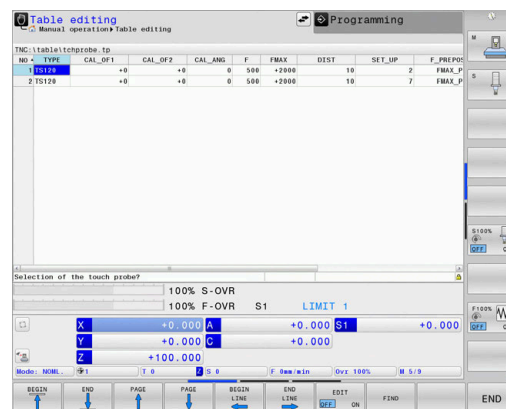 Table editing
Manual operation▸Table editing
Programming
TNC:\table\tchprobe.tp
NO TYPE CAL_OF1 CAL_OF2 CAL_ANG F FMAX DIST SET_UP F_PREPOS
1 TS120 +0 +0 0 500 +2000 10 2 FMAX_P
2 TS120 +0 +0 0 500 +2000 10 7 FMAX_P
Selection of the touch probe?
100% S-OVR
100% F-OVR S1 LIMIT 1
X +0.000 A +0.000 S1 +0.000
Y +0.000 C +0.000
Z +100.000
Mode: NOML. 1 T 0 Z S 0 F 0mm/min Ovr 100% M 5/9
BEGIN
END
PAGE
PAGE
BEGIN LINE
END LINE
EDIT
OFF ON
FIND
END
M
S
S100%
OFF
F100%
OFF